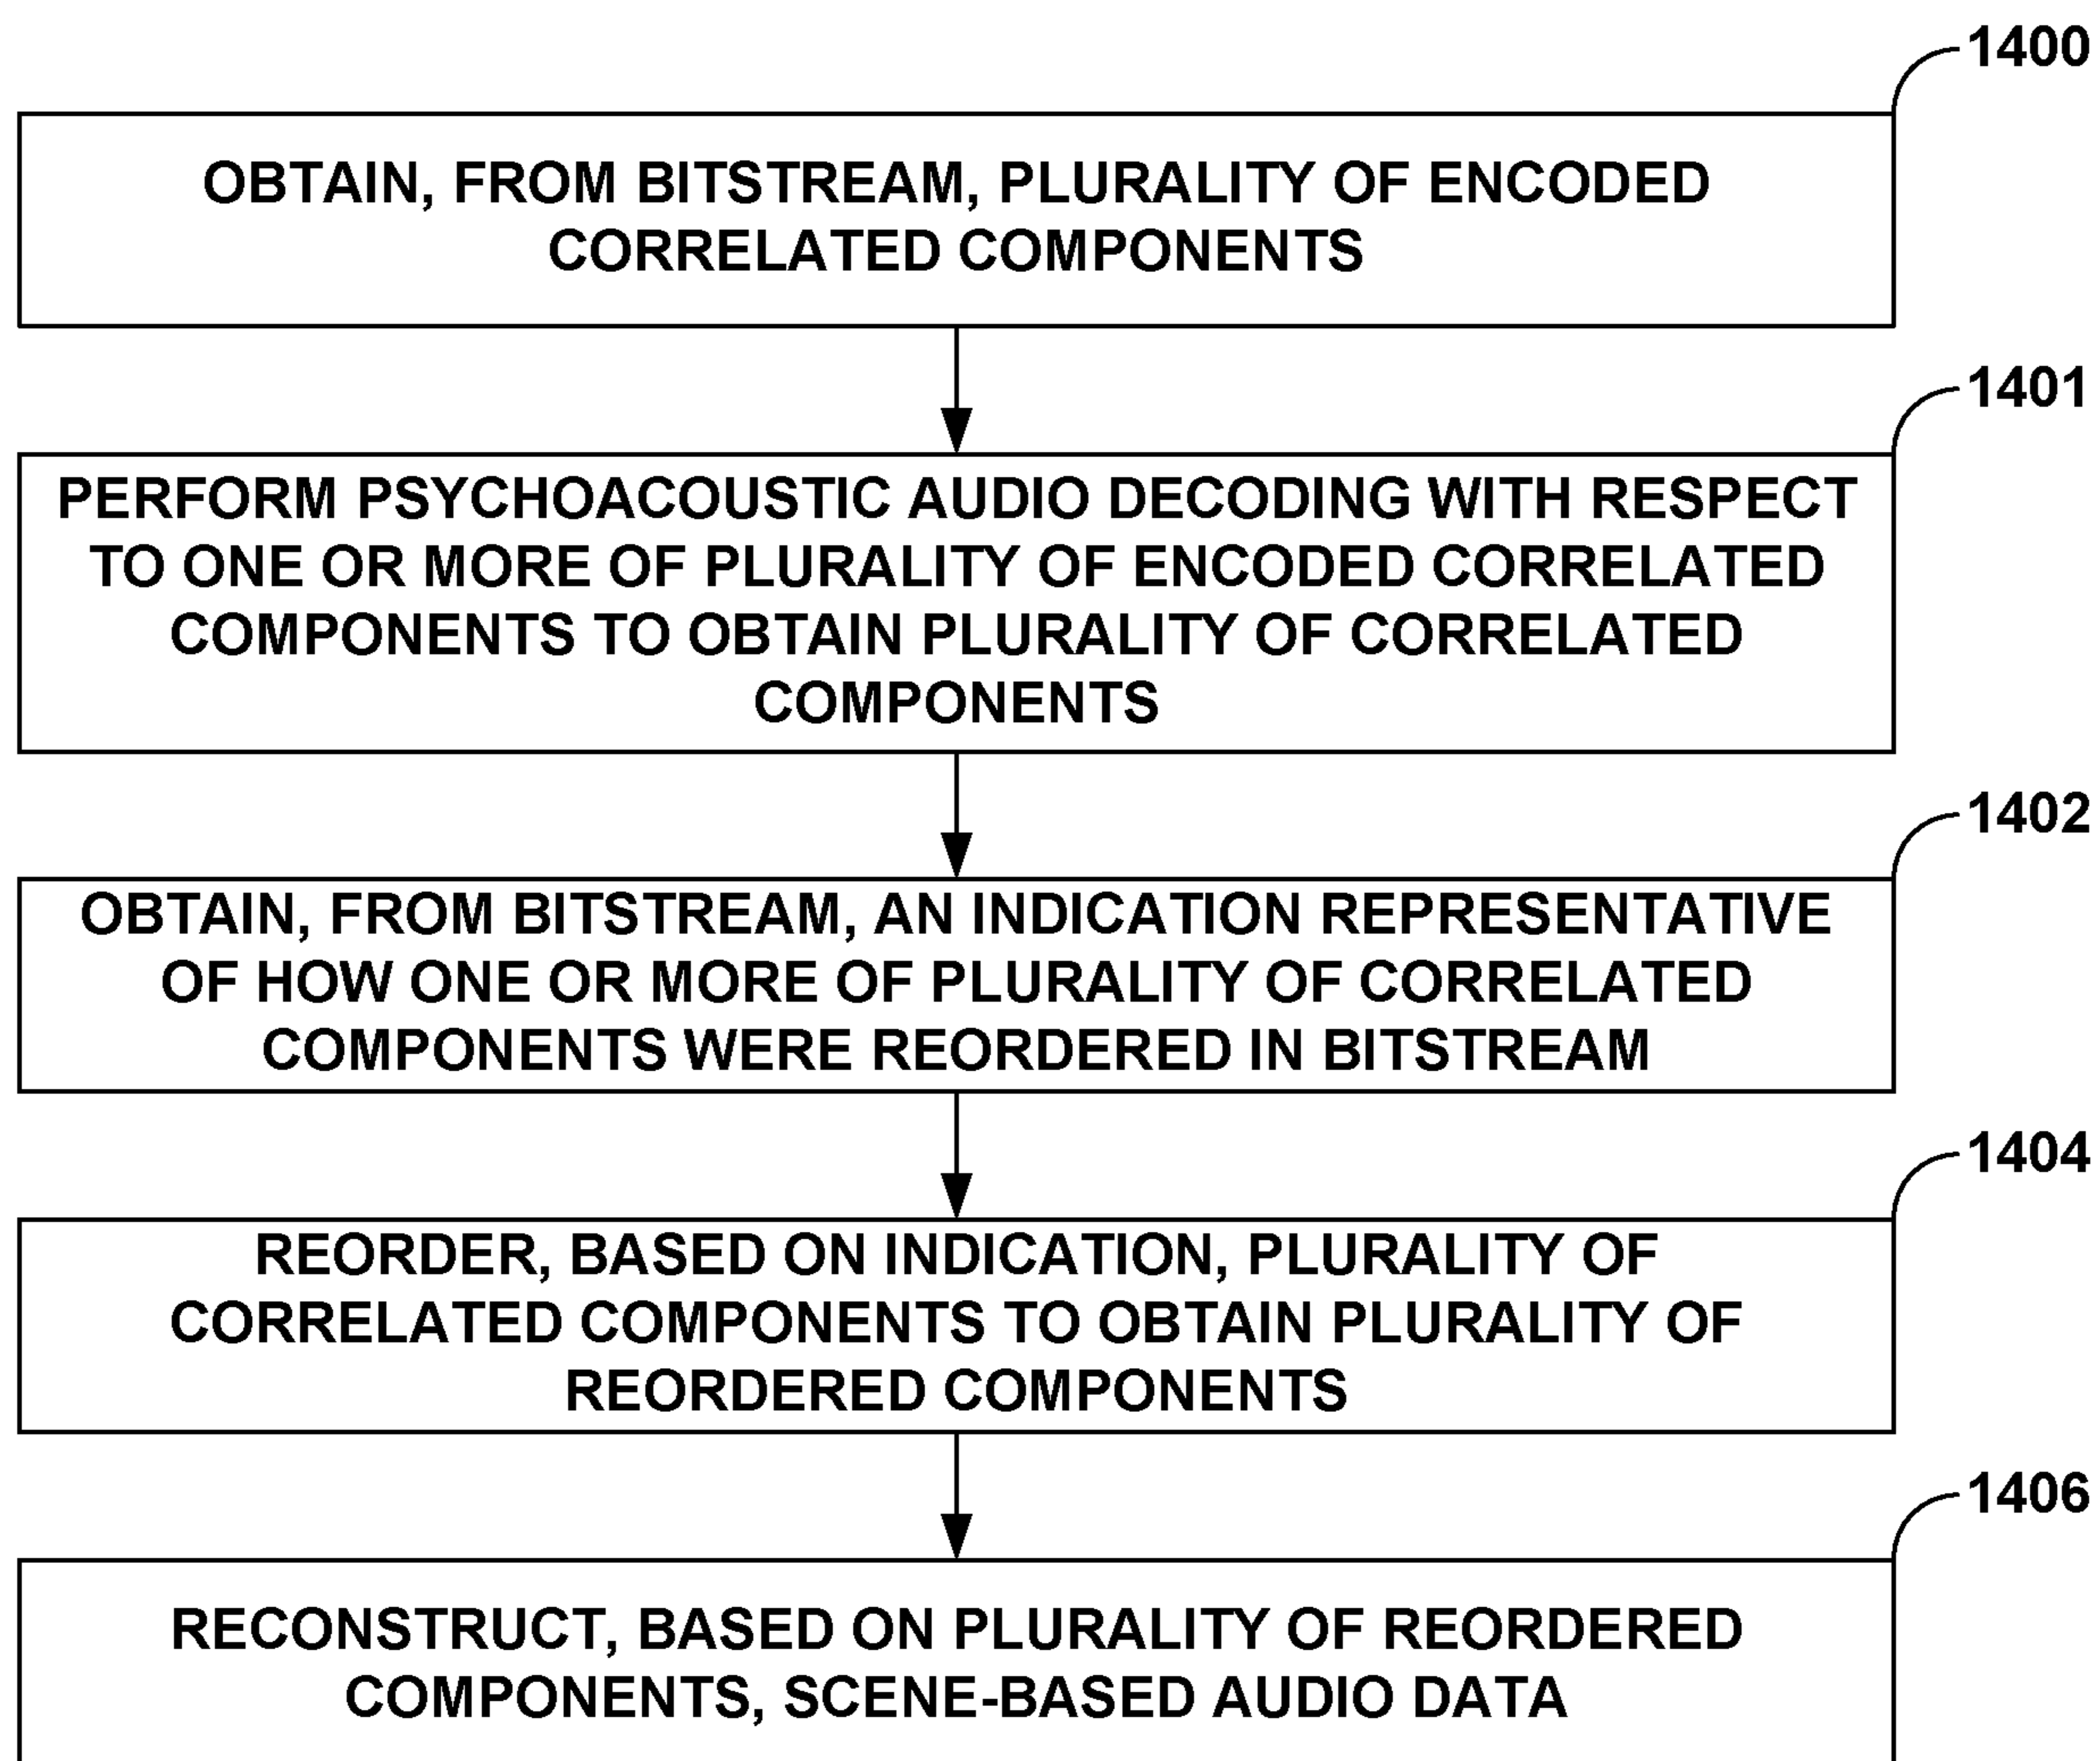 1400
OBTAIN, FROM BITSTREAM, PLURALITY OF ENCODED
CORRELATED COMPONENTS
1401
PERFORM PSYCHOACOUSTIC AUDIO DECODING WITH RESPECT
TO ONE OR MORE OF PLURALITY OF ENCODED CORRELATED
COMPONENTS TO OBTAIN PLURALITY OF CORRELATED
COMPONENTS
1402
OBTAIN, FROM BITSTREAM, AN INDICATION REPRESENTATIVE
OF HOW ONE OR MORE OF PLURALITY OF CORRELATED
COMPONENTS WERE REORDERED IN BITSTREAM
1404
REORDER, BASED ON INDICATION, PLURALITY OF
CORRELATED COMPONENTS TO OBTAIN PLURALITY OF
REORDERED COMPONENTS
1406
RECONSTRUCT, BASED ON PLURALITY OF REORDERED
COMPONENTS, SCENE-BASED AUDIO DATA